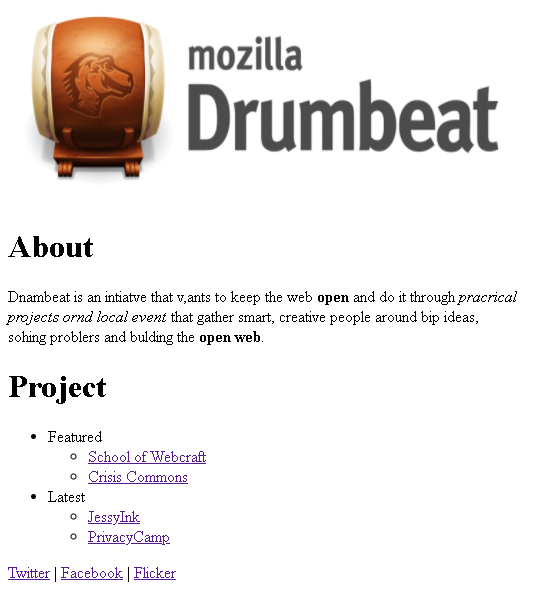 mozilla
Drumbeat
About
Dnambeat is an intiatve that v,ants to keep the web open and do it through pracrical
projects ornd local event that gather smart, creative people around bip ideas,
sohing problers and bulding the open web.
Project
Featured
School of Webcraft
Crisis Commons
Latest
JessyInk
PrivacyCamp
Twitter | Facebook | Flicker